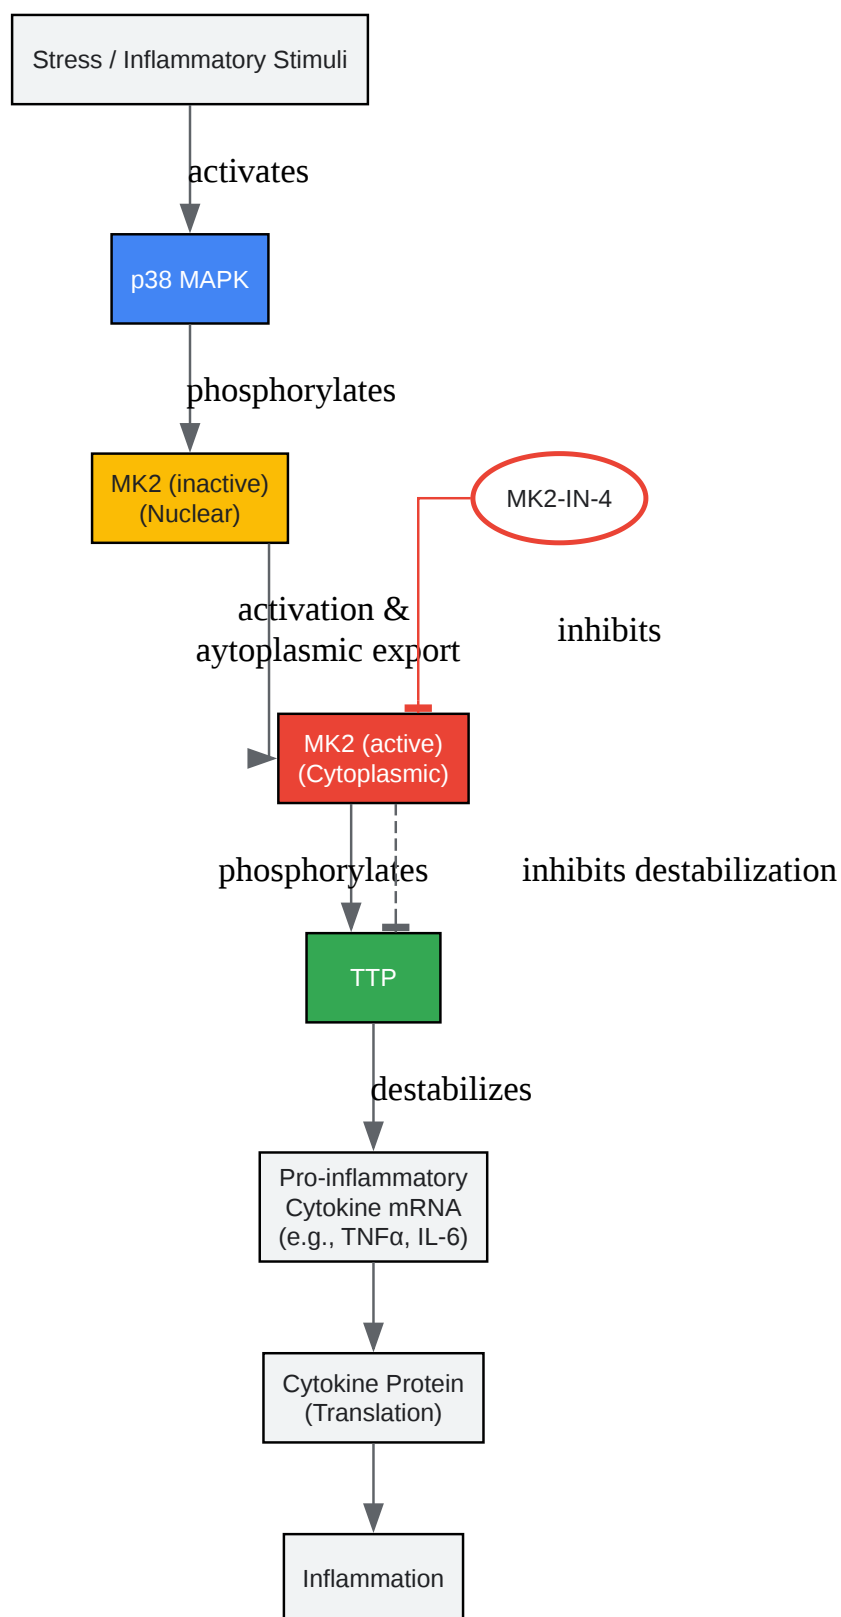 Stress / Inflammatory Stimuli
activates
p38 MAPK
phosphorylates
MK2 (inactive)
(Nuclear)
MK2-IN-4
activation &
aytoplasmic export
inhibits
MK2 (active)
(Cytoplasmic)
phosphorylates
inhibits destabilization
TTP
destabilizes
Pro-inflammatory
Cytokine mRNA
(e.g., TNFα, IL-6)
Cytokine Protein
(Translation)
Inflammation